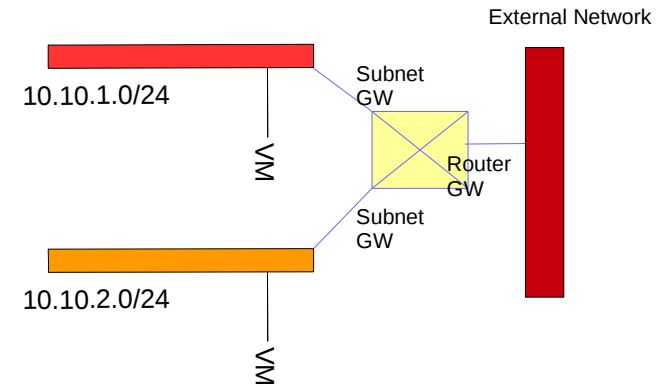 External Network
Subnet
GW
10.10.1.0/24
VM
Router
GW
Subnet
GW
10.10.2.0/24
VM